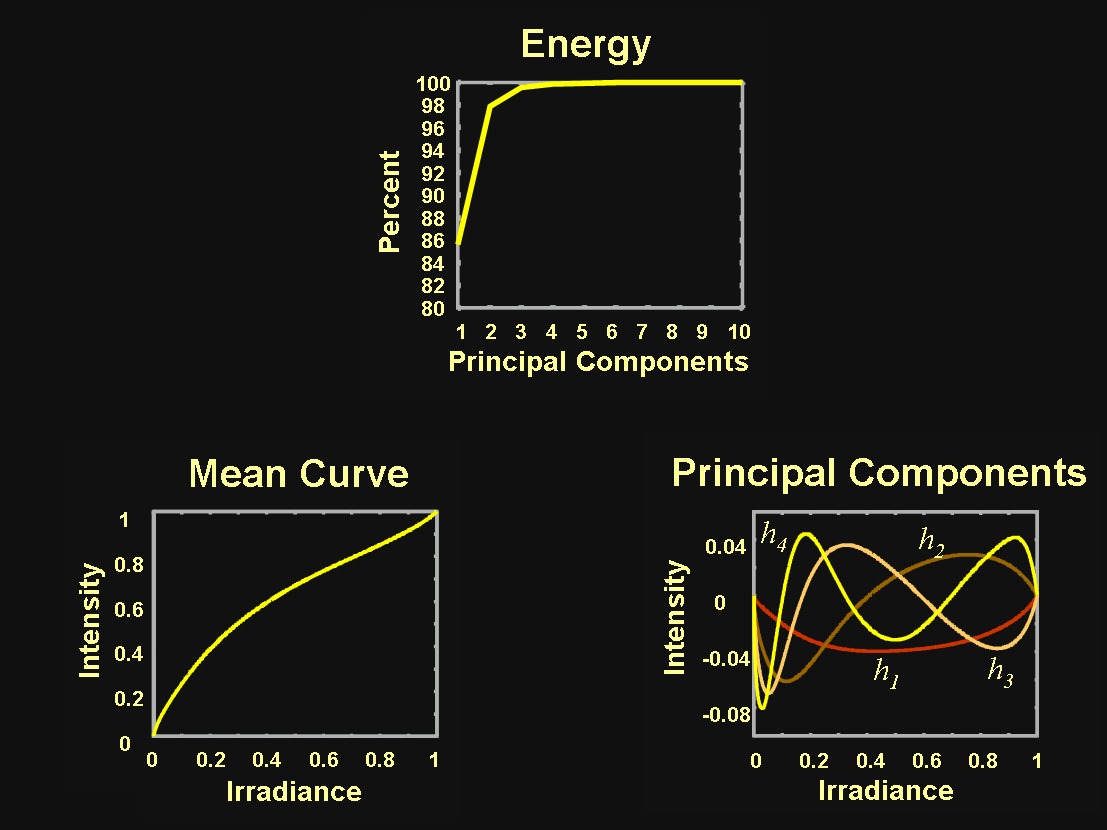 Energy
100
98
96
94
92
90
88
86
84
82
80
Percent
1 2 3 4 5 6 7 8 9 10
Principal Components
Mean Curve
1
0.8
0.6
0.4
0.2
0
Intensity
0 0.2 0.4 0.6 0.8 1
Irradiance
Principal Components
0.04
0
-0.04
-0.08
Intensity
h4
h2
h1
h3
0 0.2 0.4 0.6 0.8 1
Irradiance